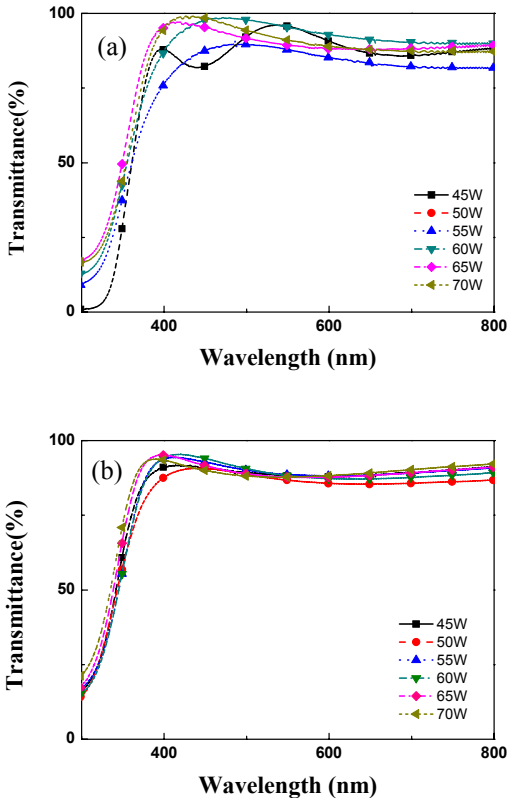 100
(a)
Transmittance(%)
50
45W
50W
55W
60W
65W
70W
0
400
600
800
Wavelength (nm)
100
(b)
Transmittance(%)
50
45W
50W
55W
60W
65W
70W
0
400
600
800
Wavelength (nm)